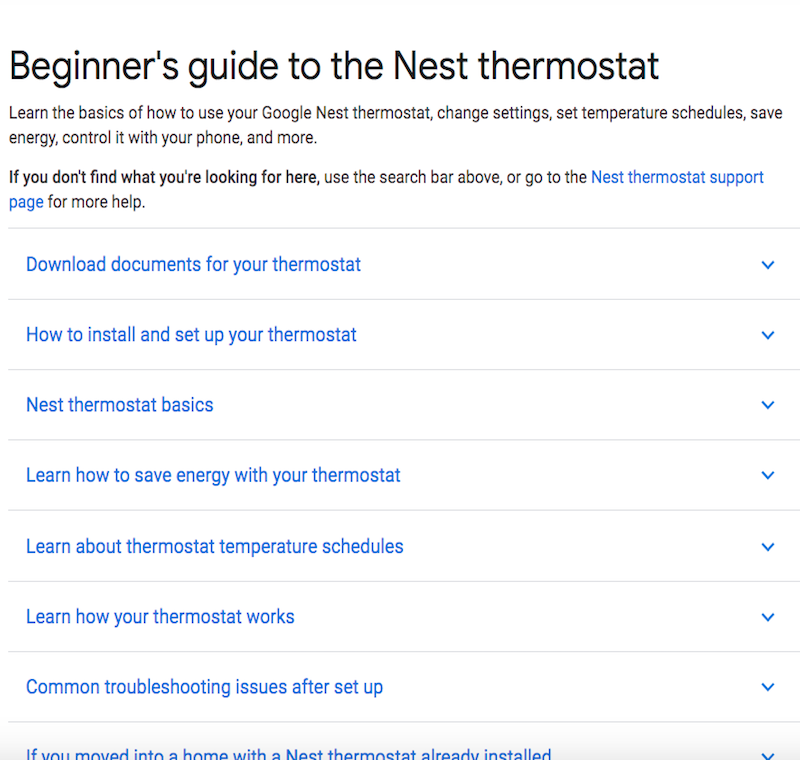 Beginner's guide to the Nest thermostat
Learn the basics of how to use your Google Nest thermostat, change settings, set temperature schedules, save
energy, control it with your phone, and more.
If you don't find what you're looking for here, use the search bar above, or go to the Nest thermostat support
page for more help.
Download documents for your thermostat
How to install and set up your thermostat
Nest thermostat basics
Learn how to save energy with your thermostat
Learn about thermostat temperature schedules
Learn how your thermostat works
Common troubleshooting issues after set up
If you moved into a home with a Nest thermostat already installed